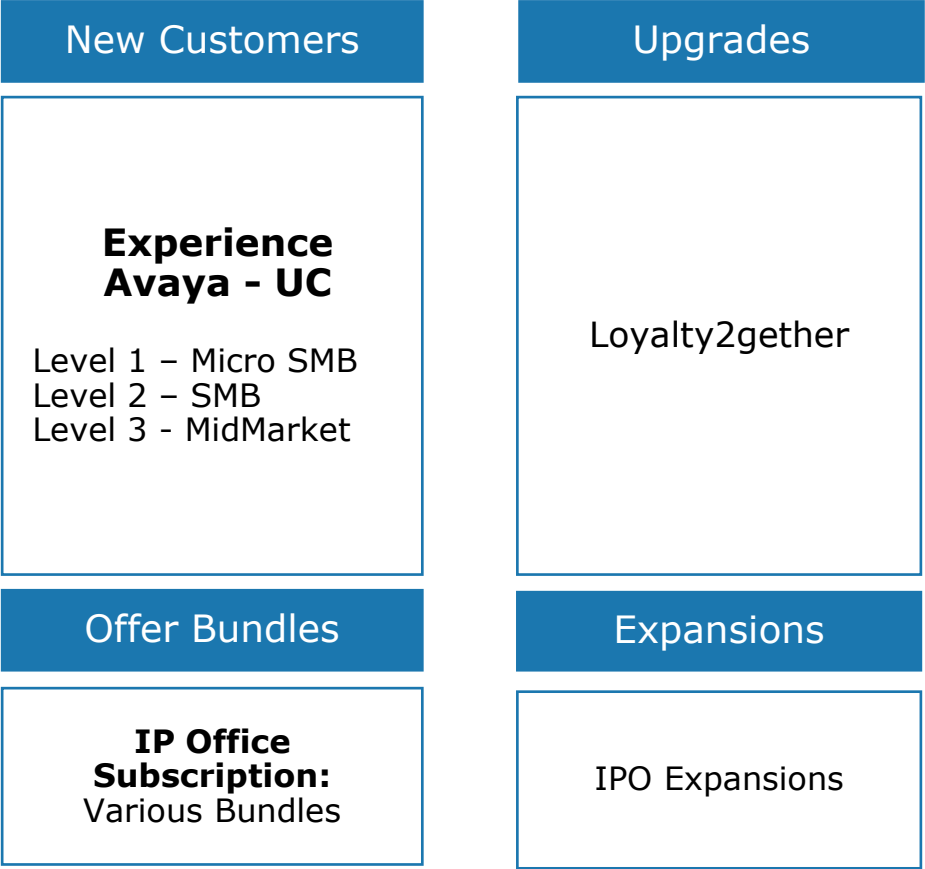 New Customers
Experience
Avaya - UC
Level 1 – Micro SMB
Level 2 – SMB
Level 3 - MidMarket
Upgrades
Loyalty2gether
Offer Bundles
IP Office
Subscription:
Various Bundles
Expansions
IPO Expansions